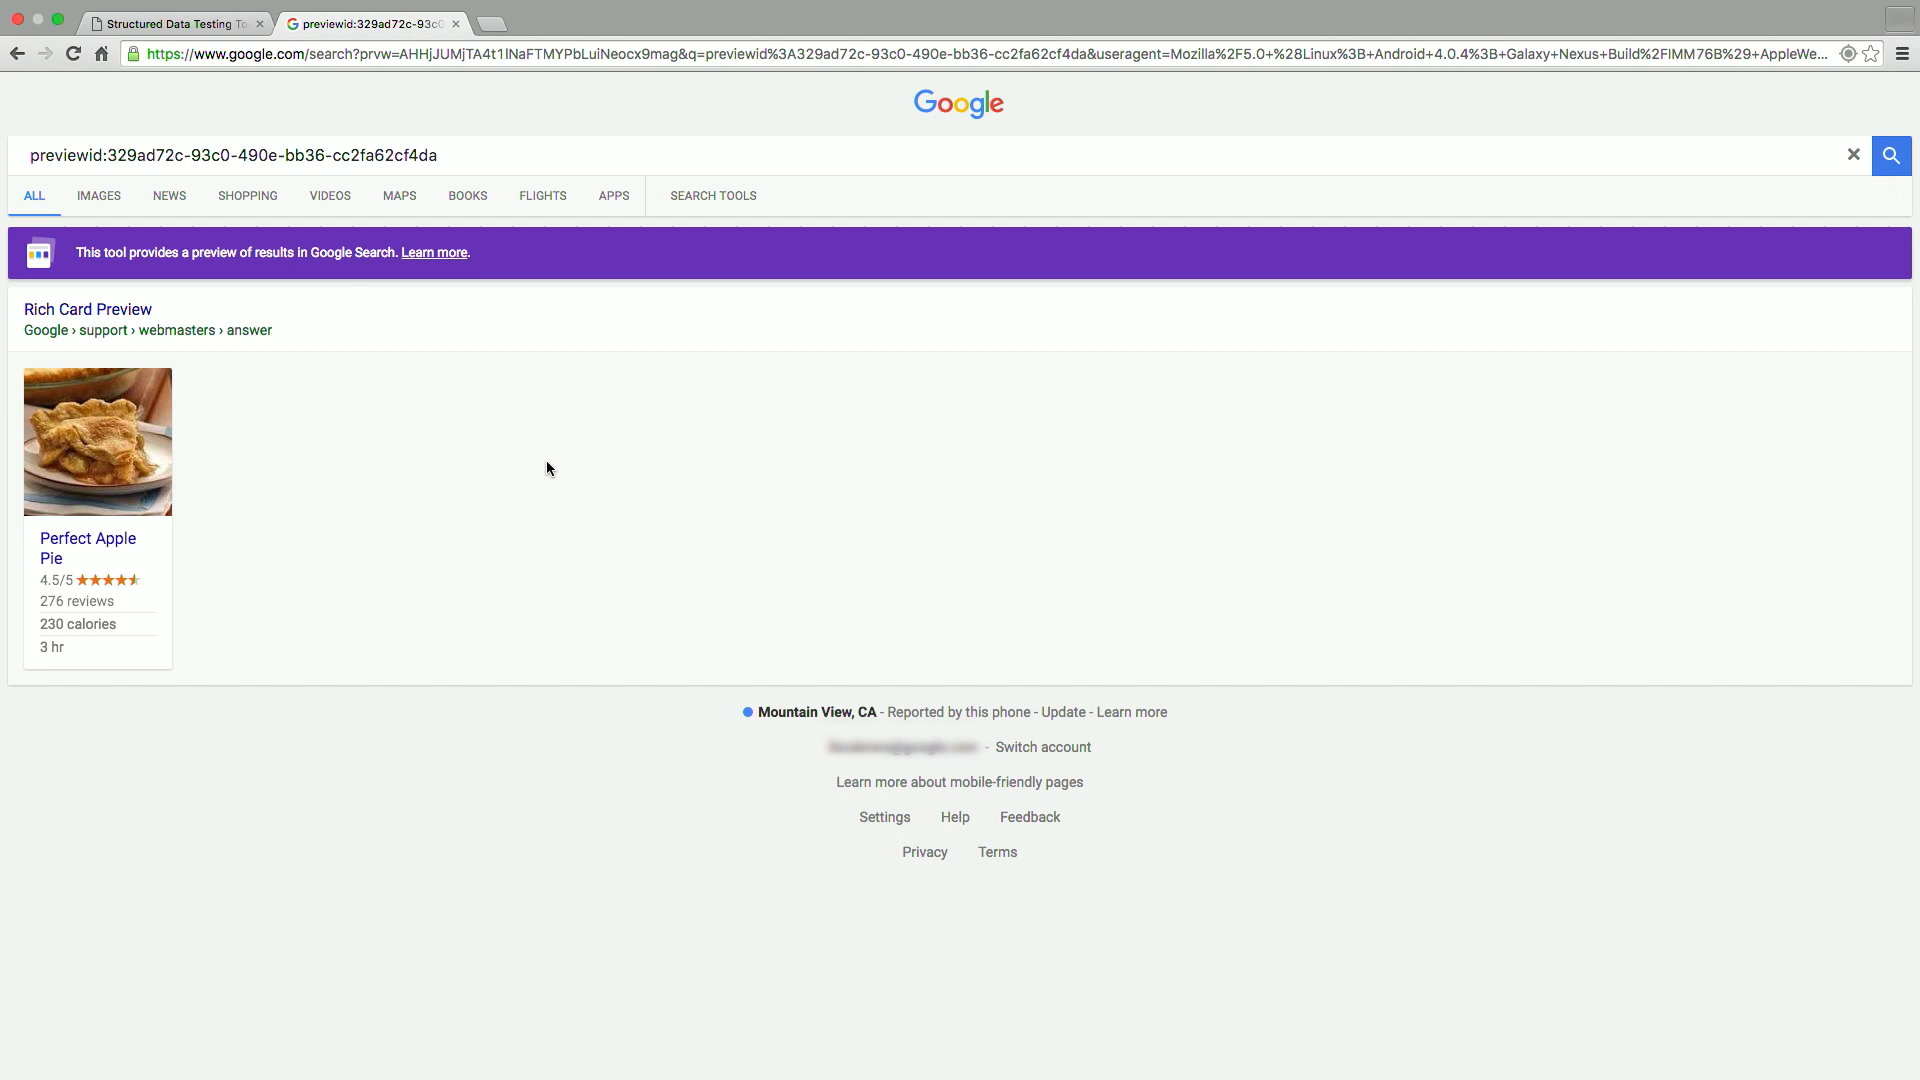 Structured Data Testing To
previewid:329ad72c-93c0
https://www.google.com/search?prvw=AHHjJUMjTA4t1lNaFTMYPbLuiNeocx9mag&q=previewid%3A329ad72c-93c0-490e-bb36-cc2fa62cf4da&useragent=Mozilla%2F5.0+%28Linux%3B+Android+4.0.4%3B+Galaxy+Nexus+Build%2FIMM76B%29+AppleWe...
Google
previewid:329ad72c-93c0-490e-bb36-cc2fa62cf4da
ALL IMAGES NEWS SHOPPING VIDEOS MAPS BOOKS FLIGHTS APPS SEARCH TOOLS
This tool provides a preview of results in Google Search. Learn more.
Rich Card Preview
Google › support › webmasters › answer
Perfect Apple
Pie
4.5/5
276 reviews
230 calories
3 hr
Mountain View, CA - Reported by this phone - Update - Learn more
- Switch account
Learn more about mobile-friendly pages
Settings Help Feedback
Privacy Terms